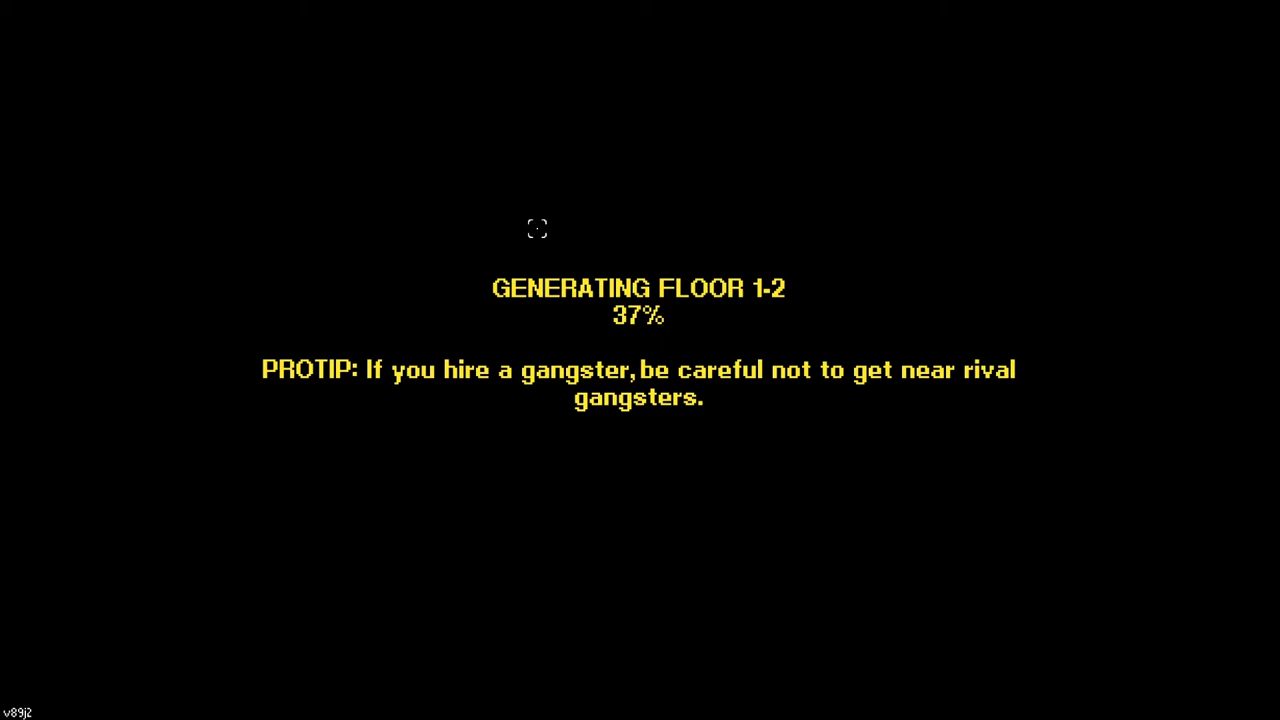 GENERATING FLOOR 1-2
37%
PROTIP: If you hire a gangster, be careful not to get near rival
gangsters.
v89j2